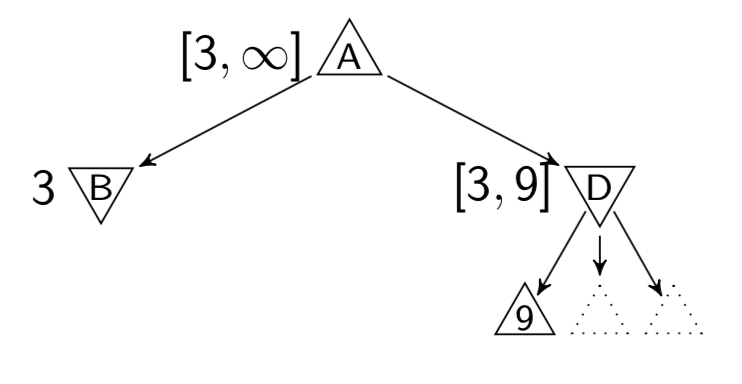 [3, ∞] A
3 B
[3, 9] D
9